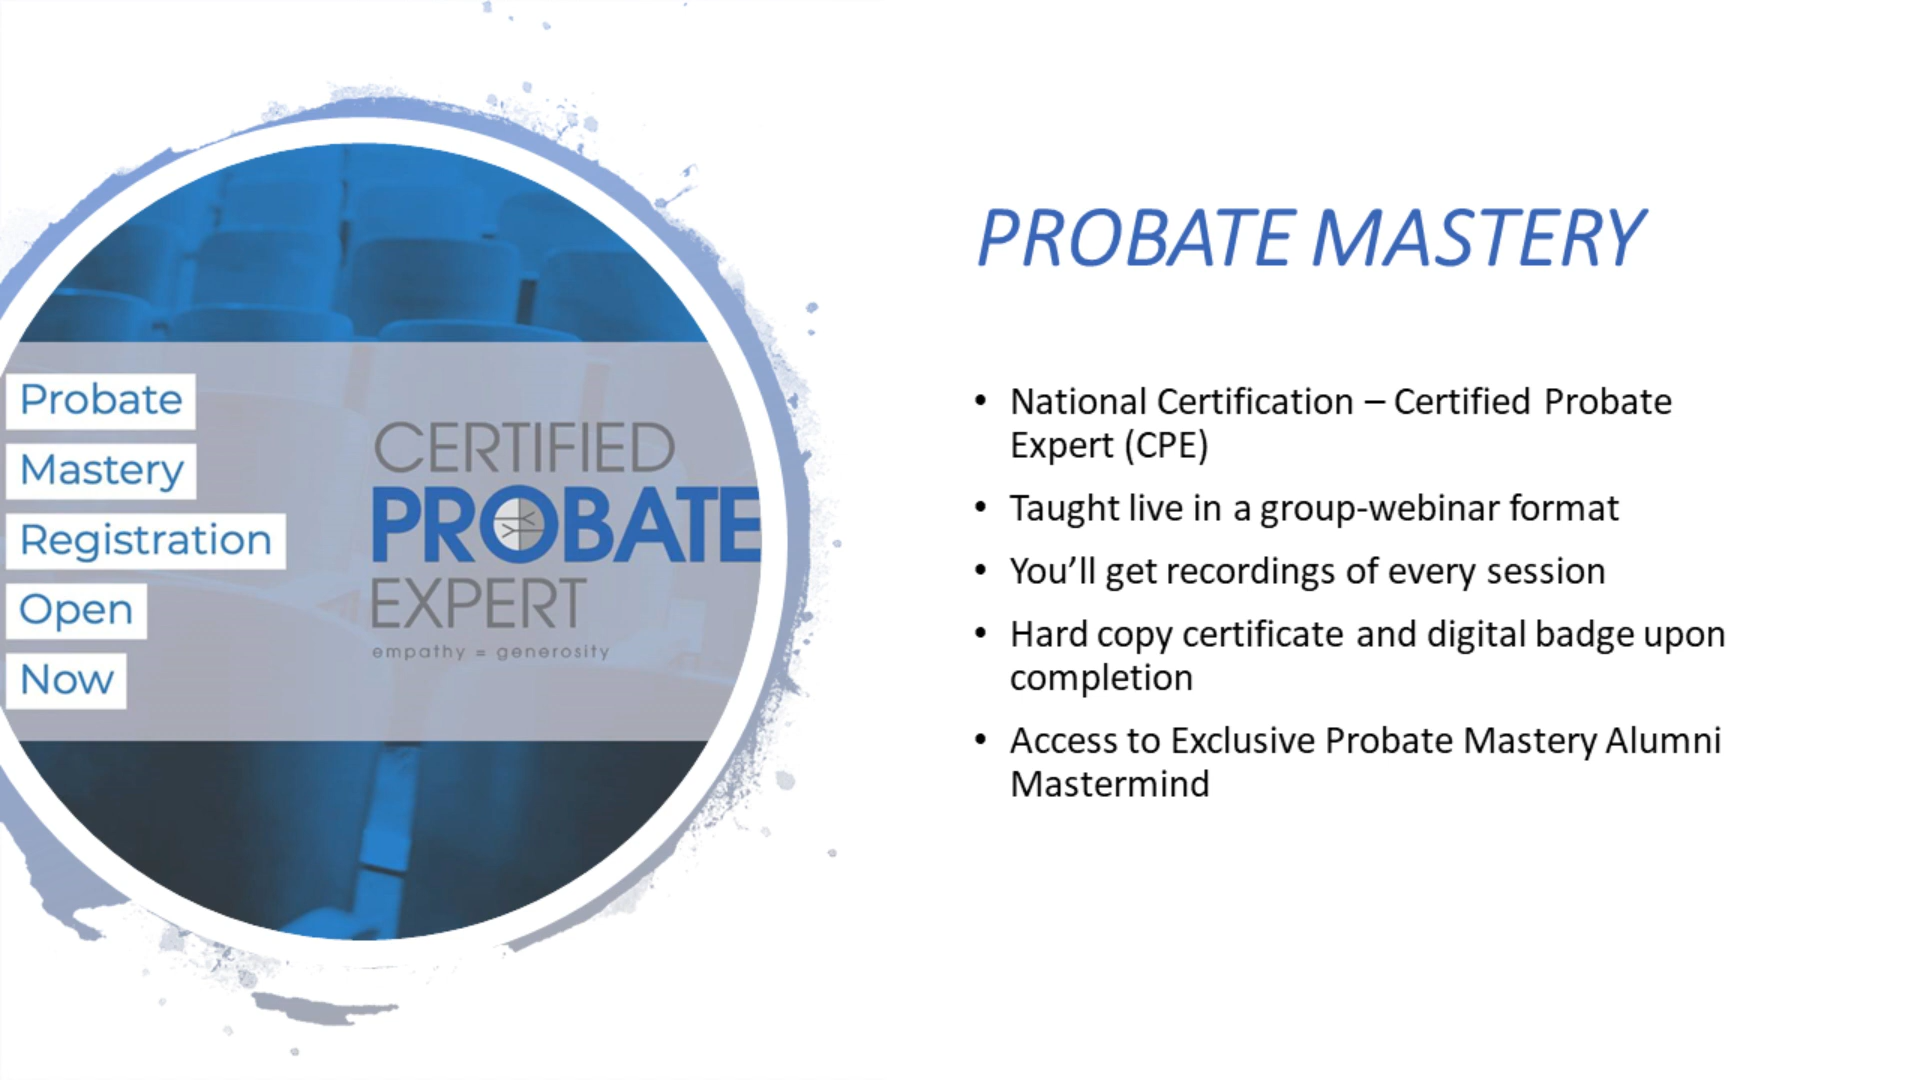 Probate
Mastery
Registration
Open
Now
CERTIFIED
PROBATE
EXPERT
empathy = generosity
PROBATE MASTERY
• National Certification – Certified Probate
Expert (CPE)
• Taught live in a group-webinar format
• You’ll get recordings of every session
• Hard copy certificate and digital badge upon
completion
• Access to Exclusive Probate Mastery Alumni
Mastermind